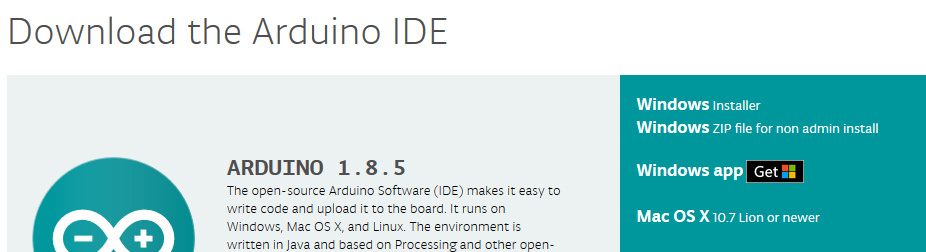 Download the Arduino IDE
ARDUINO 1.8.5
The open-source Arduino Software (IDE) makes it easy to
write code and upload it to the board. It runs on
Windows, Mac OS X, and Linux. The environment is
written in Java and based on Processing and other open-
Windows Installer
Windows ZIP file for non admin install
Windows app Get
Mac OS X 10.7 Lion or newer